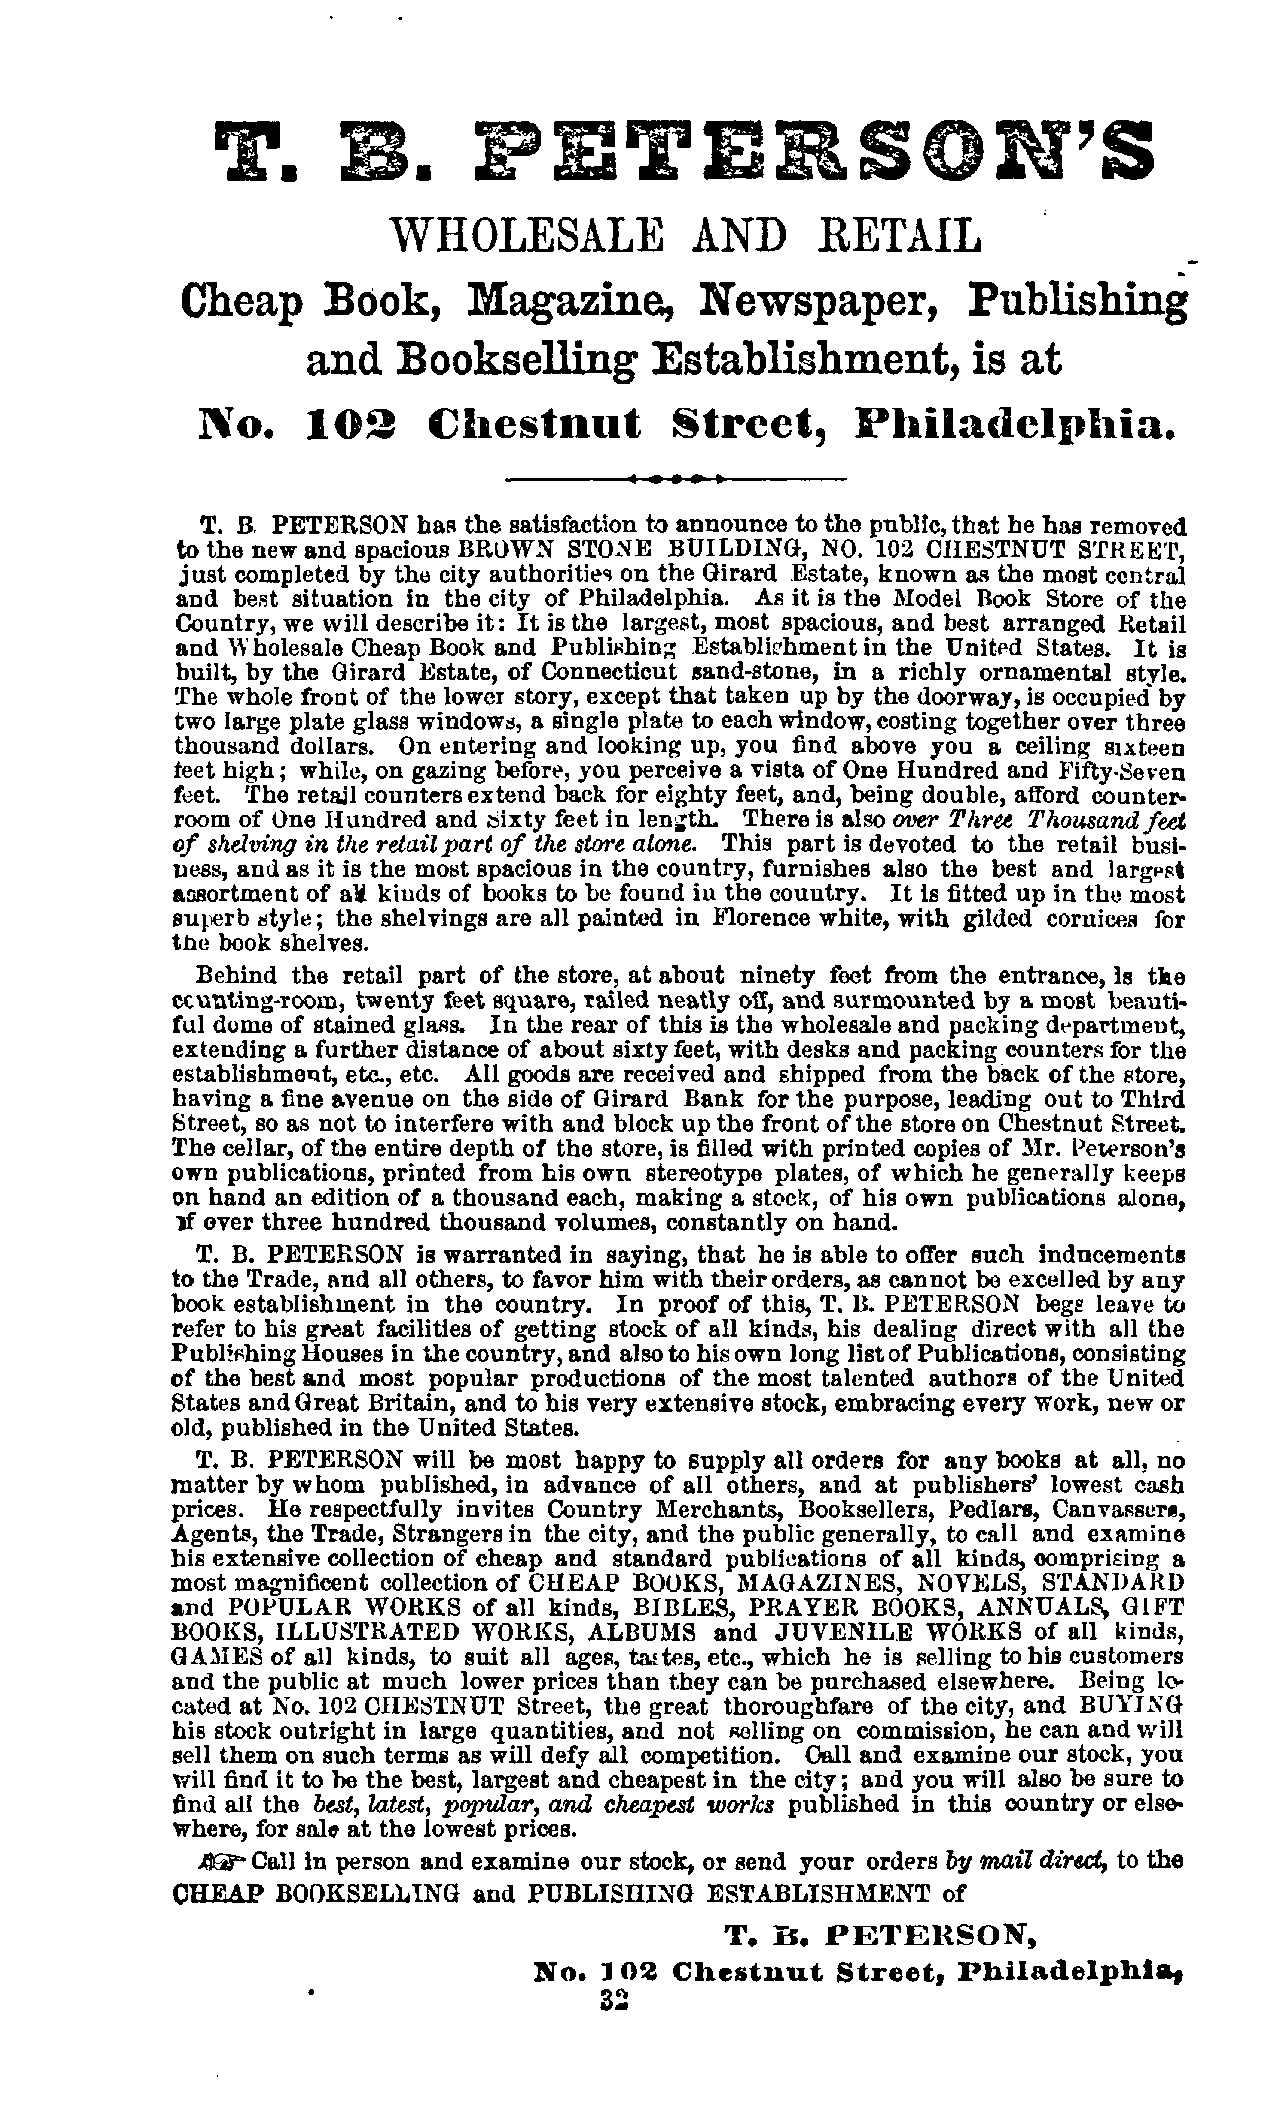 T. B. PETERSON'S
WHOLESALE AND RETAIL
Cheap Book, Magazine, Newspaper, Publishing
and Bookselling Establishment, is at
No. 102 Chestnut Street, Philadelphia.
T. B. PETERSON has the satisfaction to announce to the public, that he has removed
to the new and spacious BROWN STONE BUILDING, NO. 102 CHESTNUT STREET,
just completed by the city authorities on the Girard Estate, known as the most central
and best situation in the city of Philadelphia. As it is the Model Book Store of the
Country, we will describe it: It is the largest, most spacious, and best arranged Retail
and Wholesale Cheap Book and Publishing Establishment in the United States. It is
built, by the Girard Estate, of Connecticut sand-stone, in a richly ornamental style.
The whole front of the lower story, except that taken up by the doorway, is occupied by
two large plate glass windows, a single plate to each window, costing together over three
thousand dollars. On entering and looking up, you find above you a ceiling sixteen
feet high; while, on gazing before, you perceive a vista of One Hundred and Fifty-Seven
feet. The retail counters extend back for eighty feet, and, being double, afford counter-
room of One Hundred and Sixty feet in length. There is also over Three Thousand feet
of shelving in the retail part of the store alone. This part is devoted to the retail busi-
ness, and as it is the most spacious in the country, furnishes also the best and largest
assortment of all kinds of books to be found in the country. It is fitted up in the most
superb style; the shelvings are all painted in Florence white, with gilded cornices for
the book shelves.
Behind the retail part of the store, at about ninety feet from the entrance, is the
counting-room, twenty feet square, railed neatly off, and surmounted by a most beauti-
ful dome of stained glass. In the rear of this is the wholesale and packing department,
extending a further distance of about sixty feet, with desks and packing counters for the
establishment, etc., etc. All goods are received and shipped from the back of the store,
having a fine avenue on the side of Girard Bank for the purpose, leading out to Third
Street, so as not to interfere with and block up the front of the store on Chestnut Street.
The cellar, of the entire depth of the store, is filled with printed copies of Mr. Peterson's
own publications, printed from his own stereotype plates, of which he generally keeps
on hand an edition of a thousand each, making a stock, of his own publications alone,
of over three hundred thousand volumes, constantly on hand.
T. B. PETERSON is warranted in saying, that he is able to offer such inducements
to the Trade, and all others, to favor him with their orders, as cannot be excelled by any
book establishment in the country. In proof of this, T. B. PETERSON begs leave to
refer to his great facilities of getting stock of all kinds, his dealing direct with all the
Publishing Houses in the country, and also to his own long list of Publications, consisting
of the best and most popular productions of the most talented authors of the United
States and Great Britain, and to his very extensive stock, embracing every work, new or
old, published in the United States.
T. B. PETERSON will be most happy to supply all orders for any books at all, no
matter by whom published, in advance of all others, and at publishers' lowest cash
prices. He respectfully invites Country Merchants, Booksellers, Pedlars, Canvassers,
Agents, the Trade, Strangers in the city, and the public generally, to call and examine
his extensive collection of cheap and standard publications of all kinds, comprising a
most magnificent collection of CHEAP BOOKS, MAGAZINES, NOVELS, STANDARD
and POPULAR WORKS of all kinds, BIBLES, PRAYER BOOKS, ANNUALS, GIFT
BOOKS, ILLUSTRATED WORKS, ALBUMS and JUVENILE WORKS of all kinds,
GAMES of all kinds, to suit all ages, tastes, etc., which he is selling to his customers
and the public at much lower prices than they can be purchased elsewhere. Being lo-
cated at No. 102 CHESTNUT Street, the great thoroughfare of the city, and BUYING
his stock outright in large quantities, and not selling on commission, he can and will
sell them on such terms as will defy all competition. Call and examine our stock, you
will find it to be the best, largest and cheapest in the city; and you will also be sure to
find all the best, latest, popular, and cheapest works published in this country or else-
where, for sale at the lowest prices.
☞ Call in person and examine our stock, or send your orders by mail direct, to the
CHEAP BOOKSELLING and PUBLISHING ESTABLISHMENT of
T. B. PETERSON,
No. 102 Chestnut Street, Philadelphia,
32